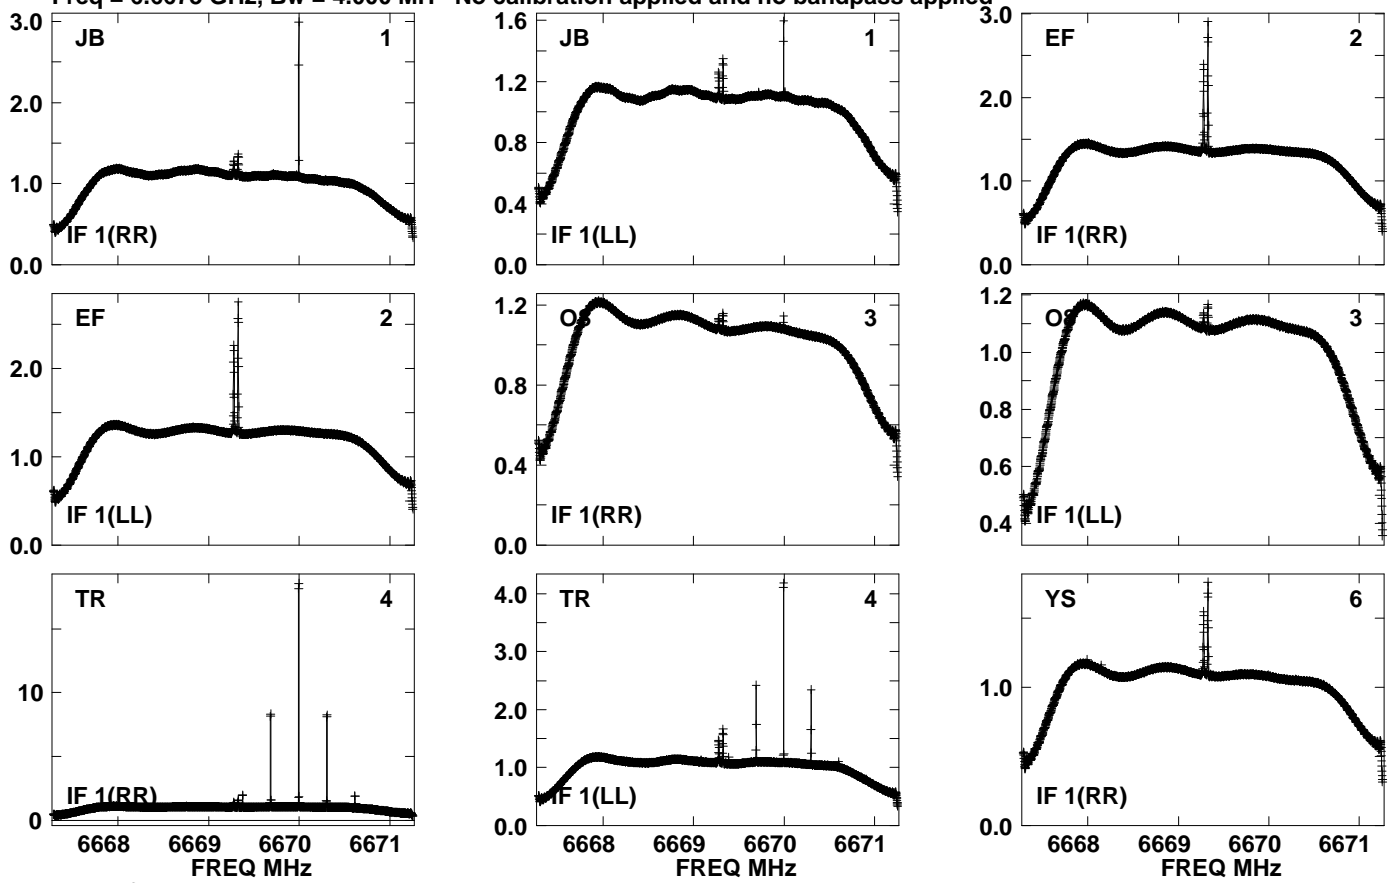 Freq = 6.6673 GHz, Bw = 4.000 MH No calibration applied and no bandpass applied
3.0
2.0
1.0
0.0
JB
1
IF 1(RR)
1.6
1.2
0.8
0.4
0.0
JB
1
IF 1(LL)
3.0
2.0
1.0
0.0
EF
2
IF 1(RR)
2.0
1.0
0.0
EF
2
IF 1(LL)
1.2
0.8
0.4
0.0
OS
3
IF 1(RR)
1.2
1.0
0.8
0.6
0.4
OS
3
IF 1(LL)
10
0
TR
4
IF 1(RR)
6668 6669 6670 6671
FREQ MHz
4.0
3.0
2.0
1.0
0.0
TR
4
IF 1(LL)
6668 6669 6670 6671
FREQ MHz
1.0
0.0
YS
6
IF 1(RR)
6668 6669 6670 6671
FREQ MHz